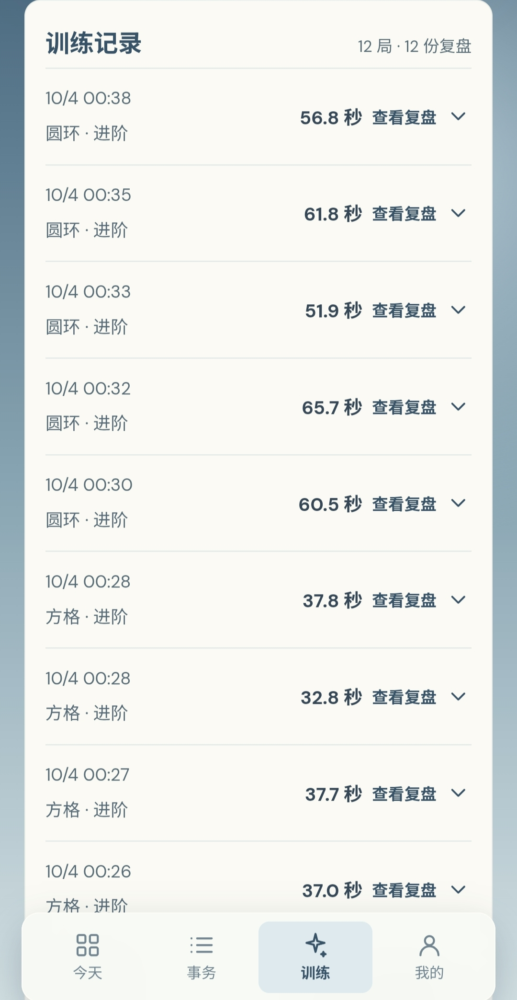 训练记录
12 局 · 12 份复盘
10/4 00:38
圆环 · 进阶
56.8 秒 查看复盘
10/4 00:35
圆环 · 进阶
61.8 秒 查看复盘
10/4 00:33
圆环 · 进阶
51.9 秒 查看复盘
10/4 00:32
圆环 · 进阶
65.7 秒 查看复盘
10/4 00:30
圆环 · 进阶
60.5 秒 查看复盘
10/4 00:28
方格 · 进阶
37.8 秒 查看复盘
10/4 00:28
方格 · 进阶
32.8 秒 查看复盘
10/4 00:27
方格 · 进阶
37.7 秒 查看复盘
10/4 00:26
方格 · 进阶
37.0 秒 查看复盘
今天
事务
训练
我的